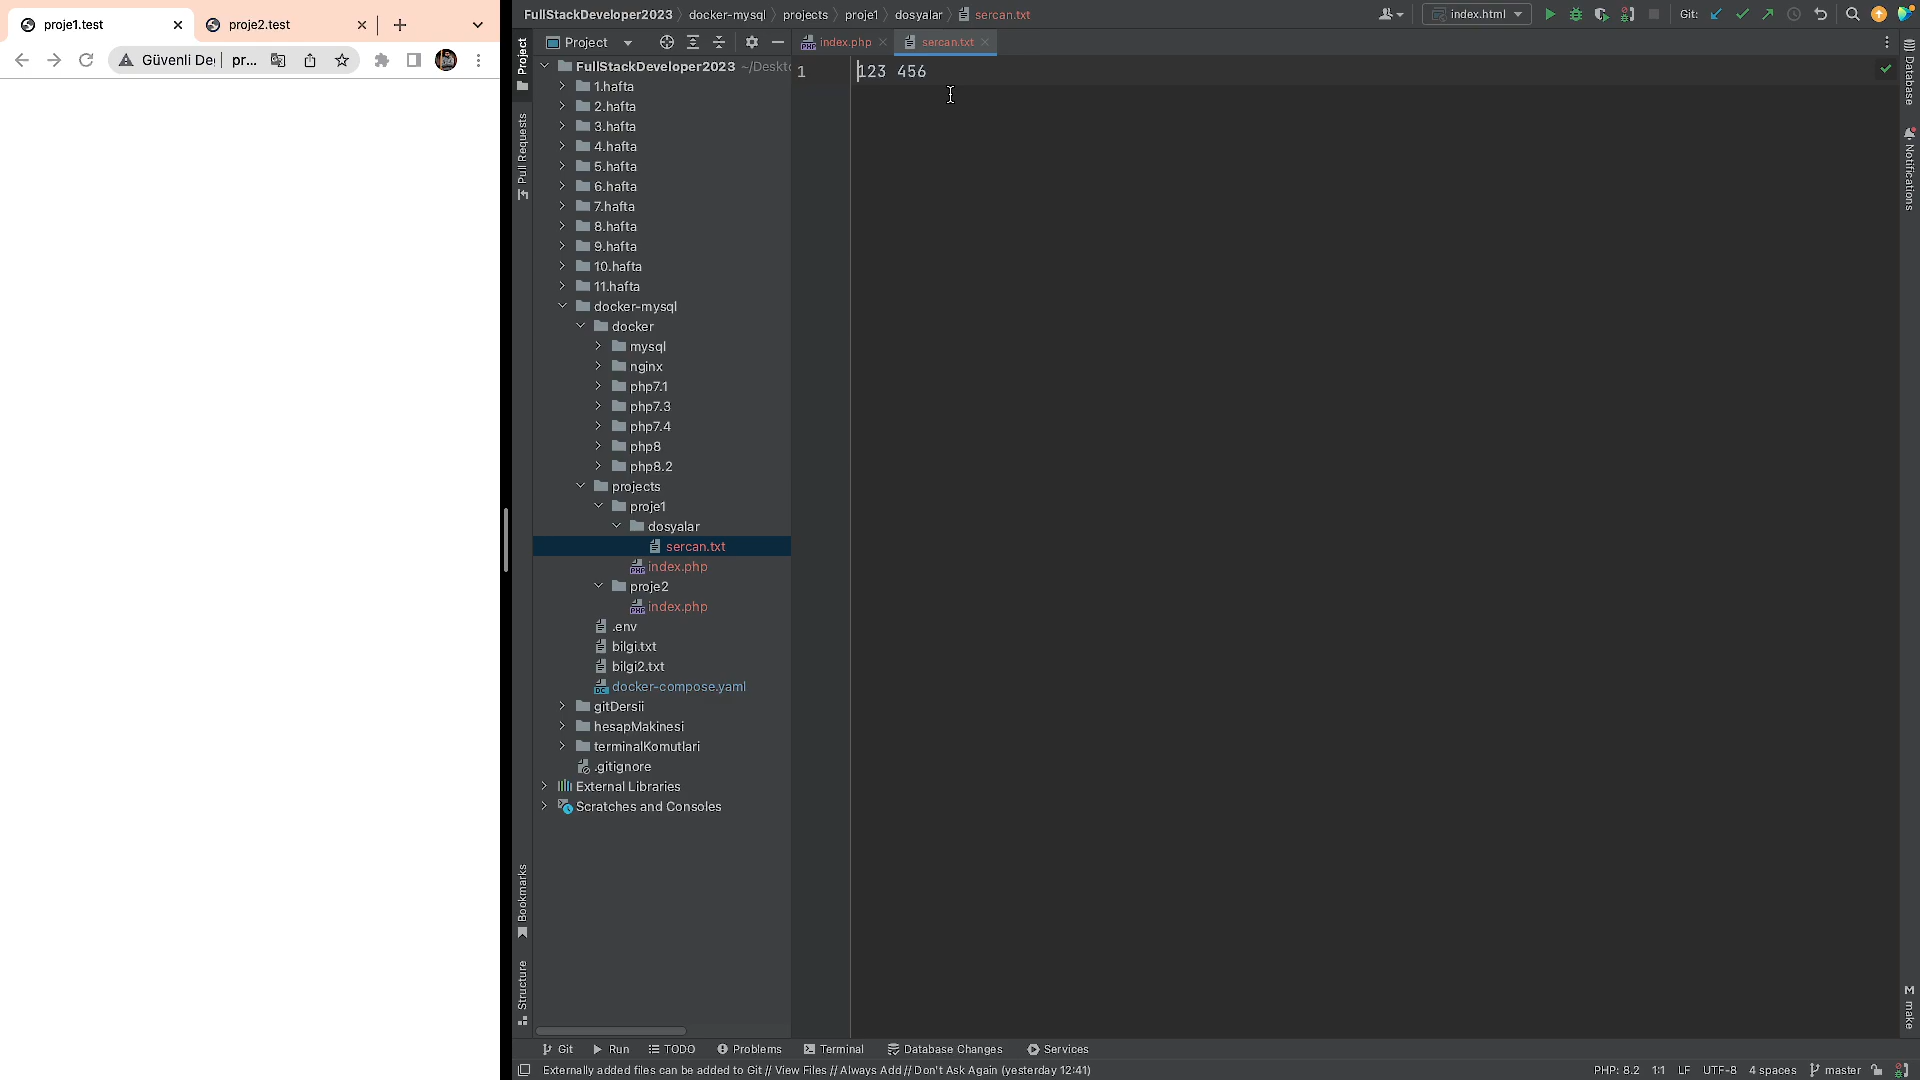 proje1.test
proje2.test
Güvenli De
pr...
FullStackDeveloper2023
docker-mysql
projects
proje1
dosyalar
sercan.txt
index.html
Git:
Project
Project
index.php
sercan.txt
FullStackDeveloper2023 ~/Deskto
1
123 456
1.hafta
2.hafta
3.hafta
4.hafta
5.hafta
6.hafta
7.hafta
8.hafta
9.hafta
10.hafta
11.hafta
docker-mysql
docker
mysql
nginx
php7.1
php7.3
php7.4
php8
php8.2
projects
proje1
dosyalar
sercan.txt
index.php
proje2
index.php
.env
bilgi.txt
bilgi2.txt
docker-compose.yaml
gitDersii
hesapMakinesi
terminalKomutlari
.gitignore
External Libraries
Scratches and Consoles
Pull Requests
Bookmarks
Structure
Database
Notifications
make
Git
Run
TODO
Problems
Terminal
Database Changes
Services
Externally added files can be added to Git // View Files // Always Add // Don't Ask Again (yesterday 12:41)
PHP: 8.2
1:1
LF
UTF-8
4 spaces
master